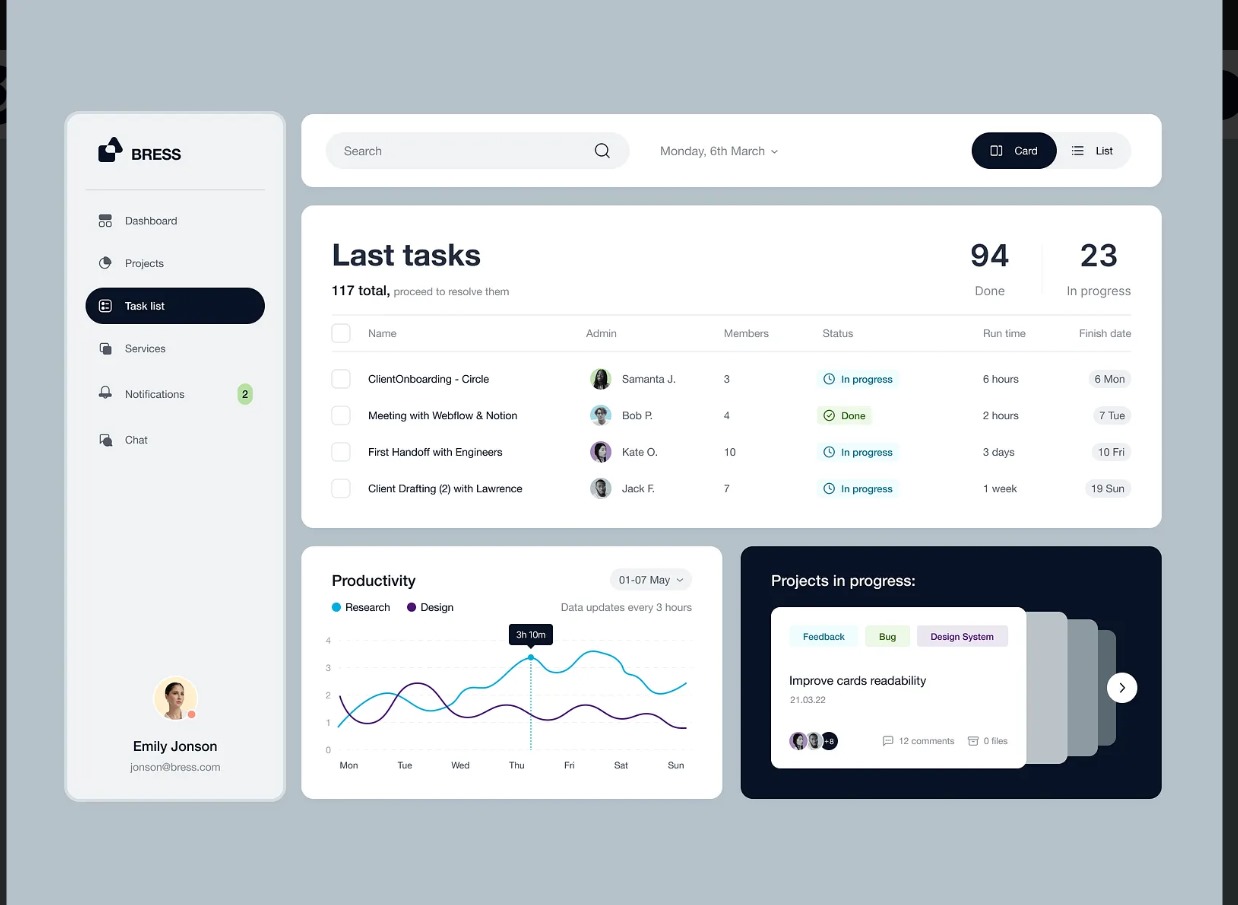 BRESS
Dashboard
Projects
Task list
Services
Notifications 2
Chat
Emily Jonson
jonson@bress.com
Search
Monday, 6th March
Card
List
Last tasks
117 total, proceed to resolve them
94
Done
23
In progress
Name Admin Members Status Run time Finish date
ClientOnboarding - Circle Samanta J. 3 In progress 6 hours 6 Mon
Meeting with Webflow & Notion Bob P. 4 Done 2 hours 7 Tue
First Handoff with Engineers Kate O. 10 In progress 3 days 10 Fri
Client Drafting (2) with Lawrence Jack F. 7 In progress 1 week 19 Sun
Productivity
01-07 May
Research Design
Data updates every 3 hours
3h 10m
4
3
2
1
0
Mon Tue Wed Thu Fri Sat Sun
Projects in progress:
Feedback Bug Design System
Improve cards readability
21.03.22
+8
12 comments 0 files